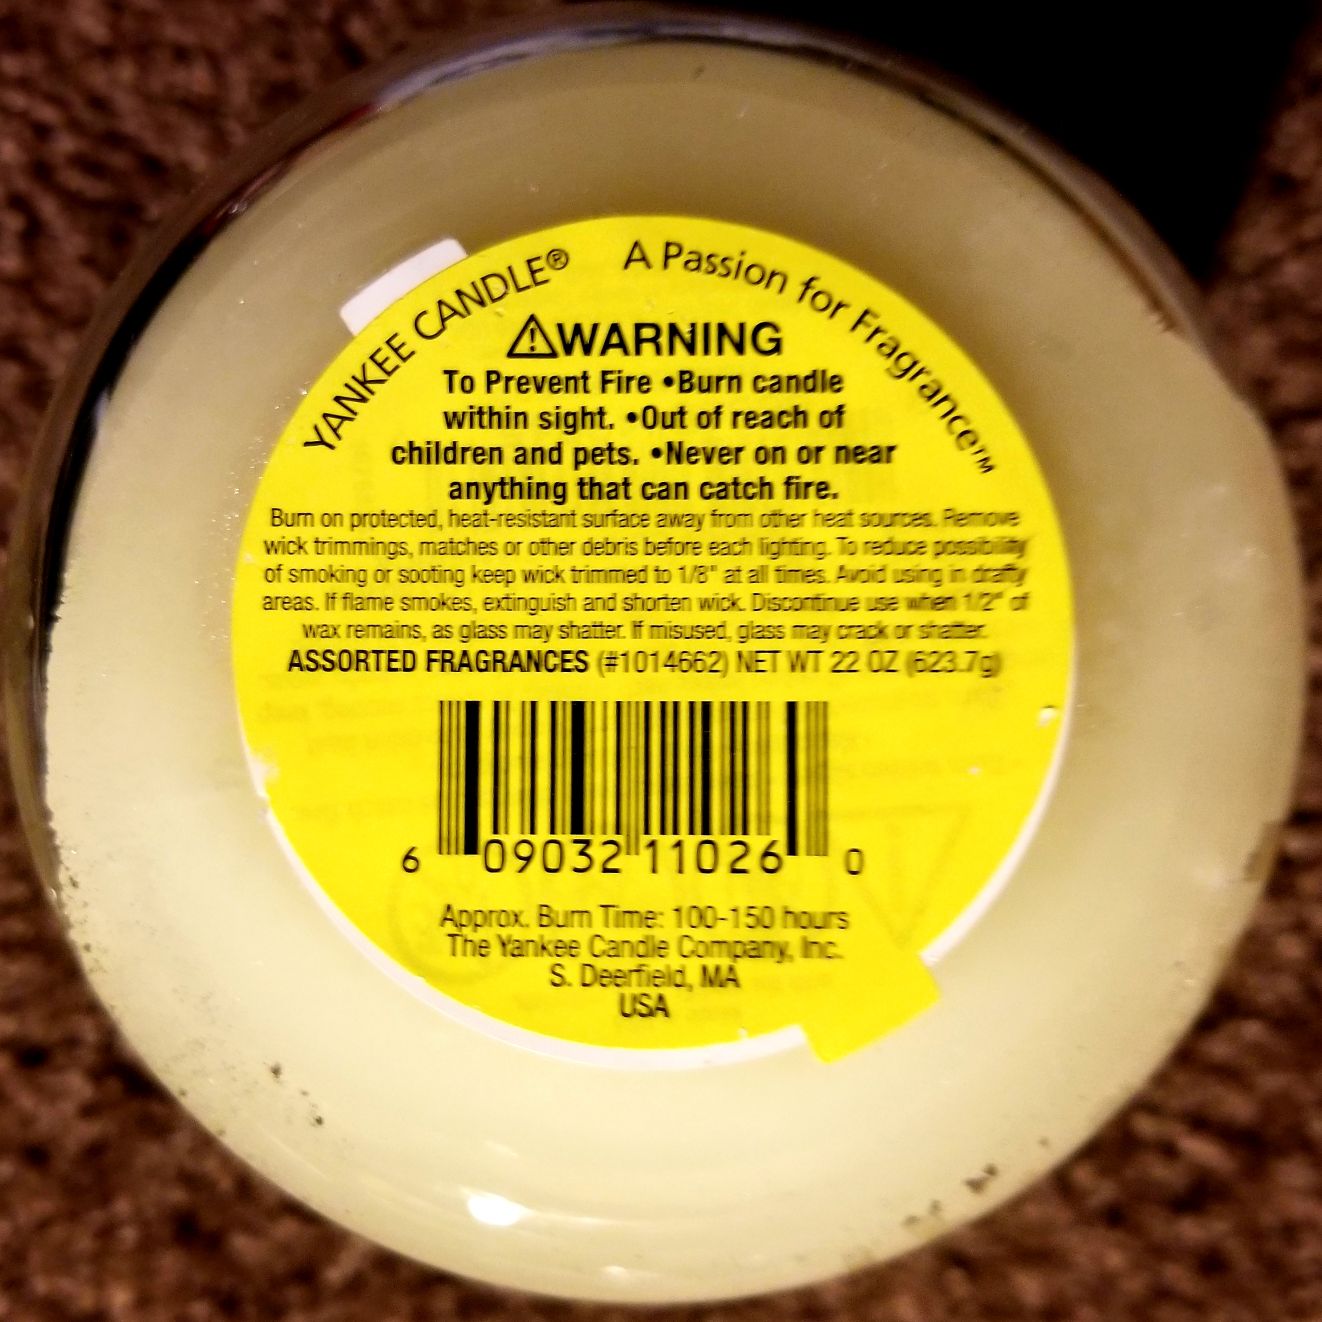 YANKEE CANDLE® A Passion for Fragrance™
⚠WARNING
To Prevent Fire •Burn candle
within sight. •Out of reach of
children and pets. •Never on or near
anything that can catch fire.
Burn on protected, heat-resistant surface away from other heat sources. Remove
wick trimmings, matches or other debris before each lighting. To reduce possibility
of smoking or sooting keep wick trimmed to 1/8" at all times. Avoid using in drafty
areas. If flame smokes, extinguish and shorten wick. Discontinue use when 1/2" of
wax remains, as glass may shatter. If misused, glass may crack or shatter.
ASSORTED FRAGRANCES (#1014662) NET WT 22 OZ (623.7g)
6 09032 11026 0
Approx. Burn Time: 100-150 hours
The Yankee Candle Company, Inc.
S. Deerfield, MA
USA